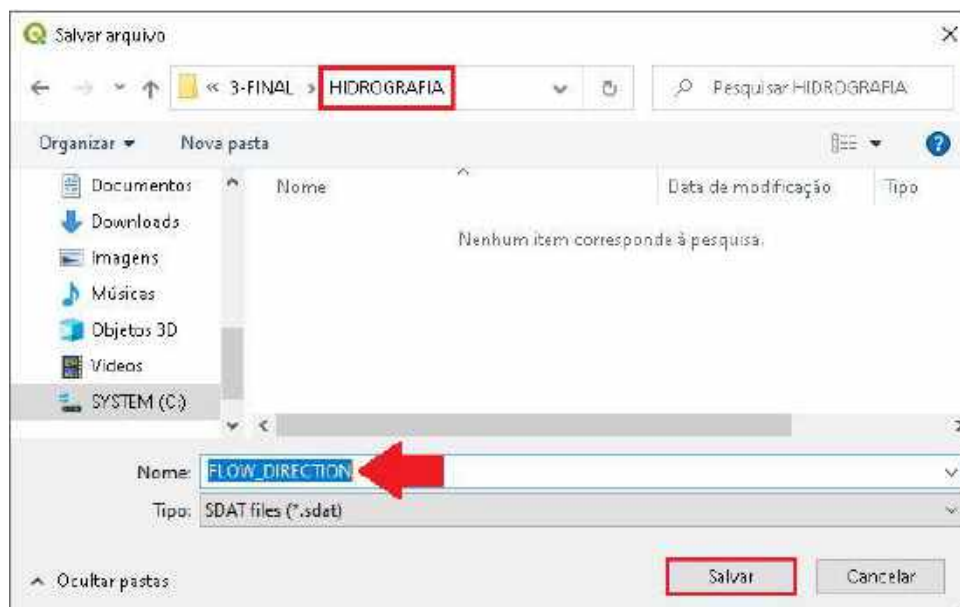 Salvar arquivo
« 3-FINAL › HIDROGRAFIA
Pesquisar HIDROGRAFIA
Organizar
Nova pasta
Nome
Data de modificação
Tipo
Nenhum item corresponde à pesquisa.
Documentos
Downloads
Imagens
Músicas
Objetos 3D
Vídeos
SYSTEM (C:)
Nome: FLOW_DIRECTION
Tipo: SDAT files (*.sdat)
Ocultar pastas
Salvar
Cancelar